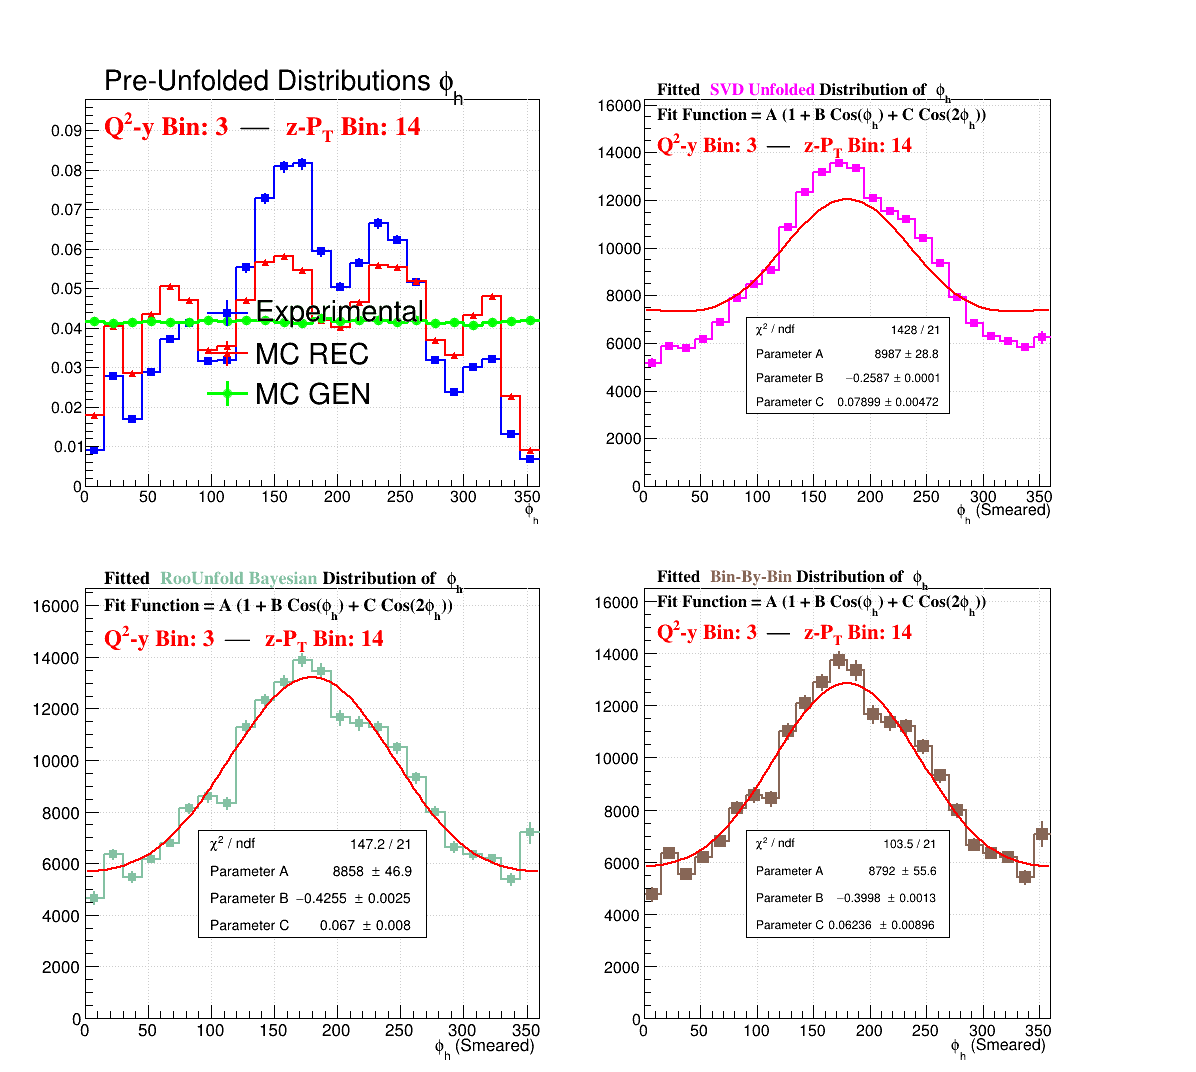 Pre-Unfolded Distributions ϕh
Q2-y Bin: 3 — z-PT Bin: 14
0.09
0.08
0.07
0.06
0.05
0.04
0.03
0.02
0.01
0
Experimental
MC REC
MC GEN
0 50 100 150 200 250 300 350
ϕh
Fitted SVD Unfolded Distribution of ϕh
Fit Function = A (1 + B Cos(ϕh) + C Cos(2ϕh))
Q2-y Bin: 3 — z-PT Bin: 14
16000
14000
12000
10000
8000
6000
4000
2000
0
χ2 / ndf 1428 / 21
Parameter A 8987 ± 28.8
Parameter B −0.2587 ± 0.0001
Parameter C 0.07899 ± 0.00472
0 50 100 150 200 250 300 350
ϕh (Smeared)
Fitted RooUnfold Bayesian Distribution of ϕh
Fit Function = A (1 + B Cos(ϕh) + C Cos(2ϕh))
Q2-y Bin: 3 — z-PT Bin: 14
16000
14000
12000
10000
8000
6000
4000
2000
0
χ2 / ndf 147.2 / 21
Parameter A 8858 ± 46.9
Parameter B −0.4255 ± 0.0025
Parameter C 0.067 ± 0.008
0 50 100 150 200 250 300 350
ϕh (Smeared)
Fitted Bin-By-Bin Distribution of ϕh
Fit Function = A (1 + B Cos(ϕh) + C Cos(2ϕh))
Q2-y Bin: 3 — z-PT Bin: 14
16000
14000
12000
10000
8000
6000
4000
2000
0
χ2 / ndf 103.5 / 21
Parameter A 8792 ± 55.6
Parameter B −0.3998 ± 0.0013
Parameter C 0.06236 ± 0.00896
0 50 100 150 200 250 300 350
ϕh (Smeared)